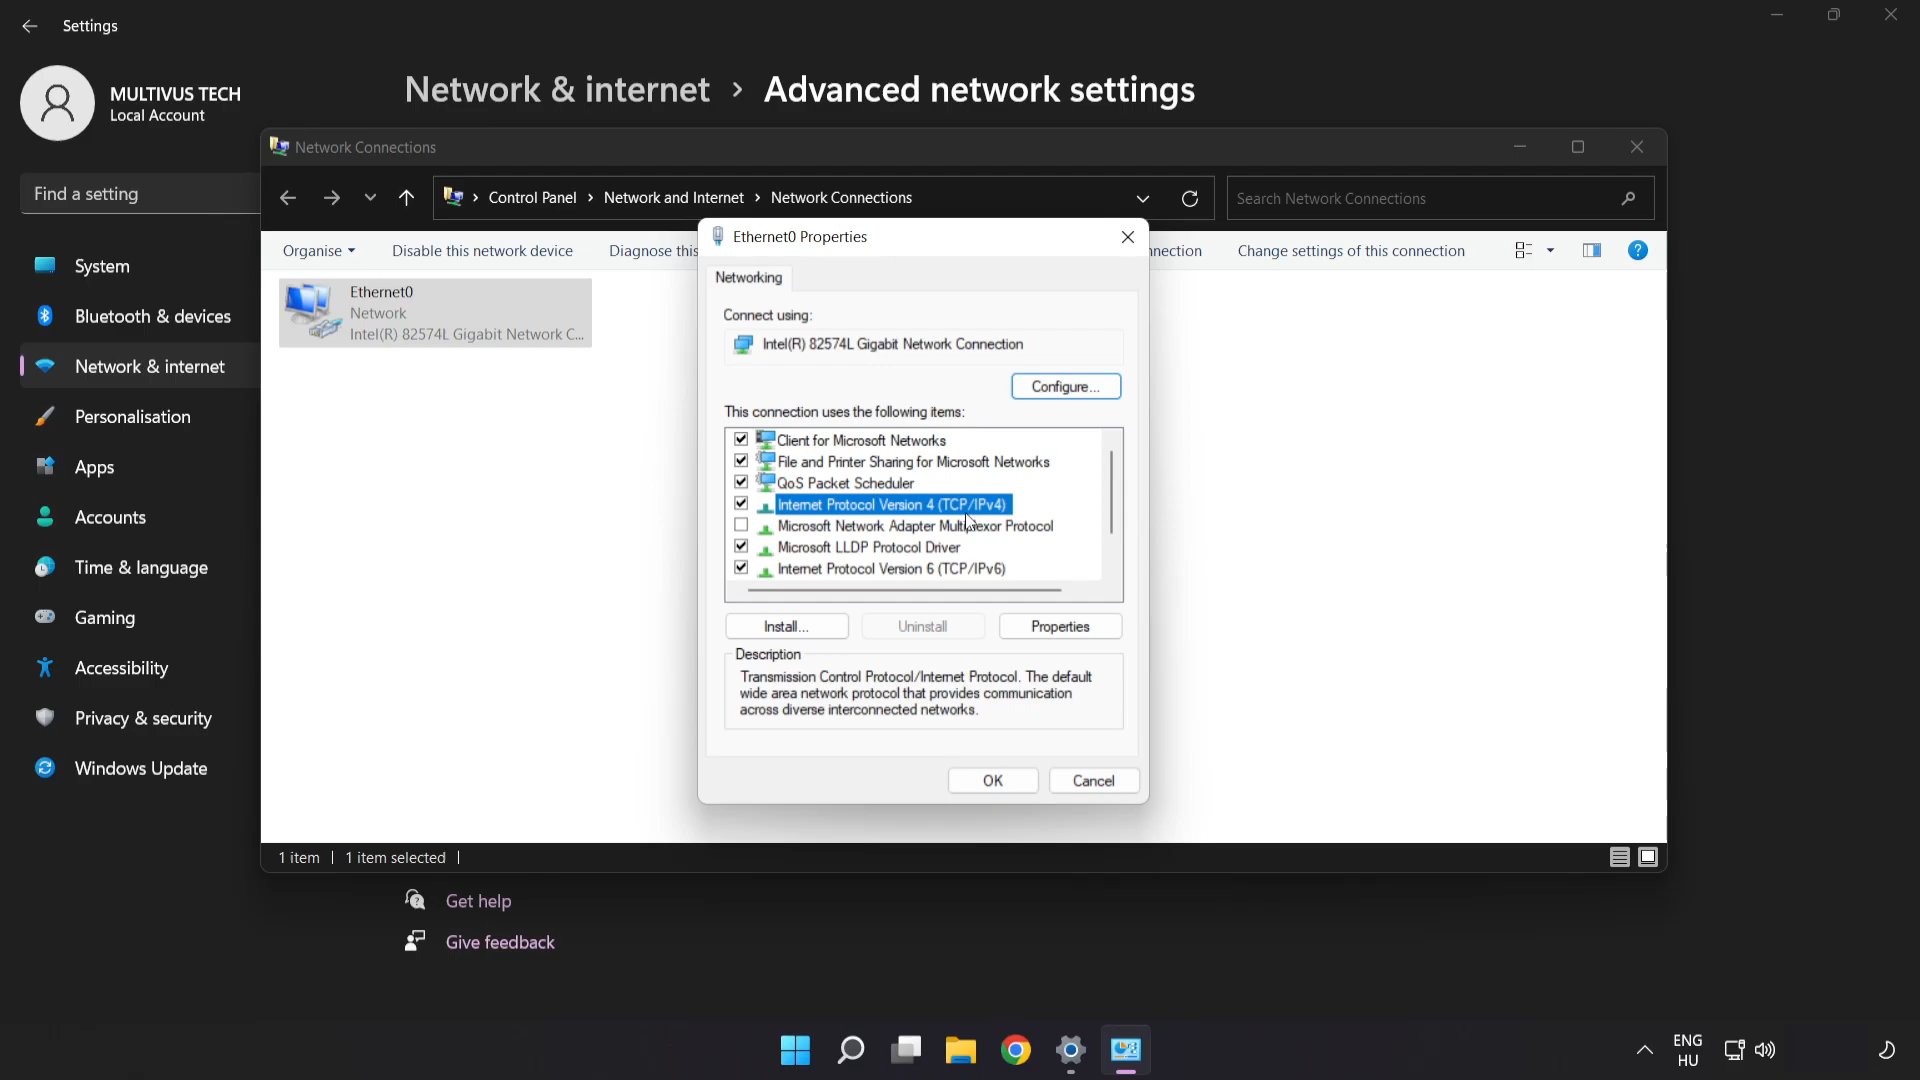 Settings
MULTIVUS TECH
Local Account
Network & internet › Advanced network settings
Find a setting
System
Bluetooth & devices
Network & internet
Personalisation
Apps
Accounts
Time & language
Gaming
Accessibility
Privacy & security
Windows Update
Network Connections
Control Panel › Network and Internet › Network Connections
Search Network Connections
Organise
Disable this network device
Diagnose this
nnection
Change settings of this connection
Ethernet0
Network
Intel(R) 82574L Gigabit Network C...
Ethernet0 Properties
Networking
Connect using:
Intel(R) 82574L Gigabit Network Connection
Configure...
This connection uses the following items:
Client for Microsoft Networks
File and Printer Sharing for Microsoft Networks
QoS Packet Scheduler
Internet Protocol Version 4 (TCP/IPv4)
Microsoft Network Adapter Multiplexor Protocol
Microsoft LLDP Protocol Driver
Internet Protocol Version 6 (TCP/IPv6)
Install...
Uninstall
Properties
Description
Transmission Control Protocol/Internet Protocol. The default
wide area network protocol that provides communication
across diverse interconnected networks.
OK
Cancel
1 item
1 item selected
Get help
Give feedback
ENG
HU